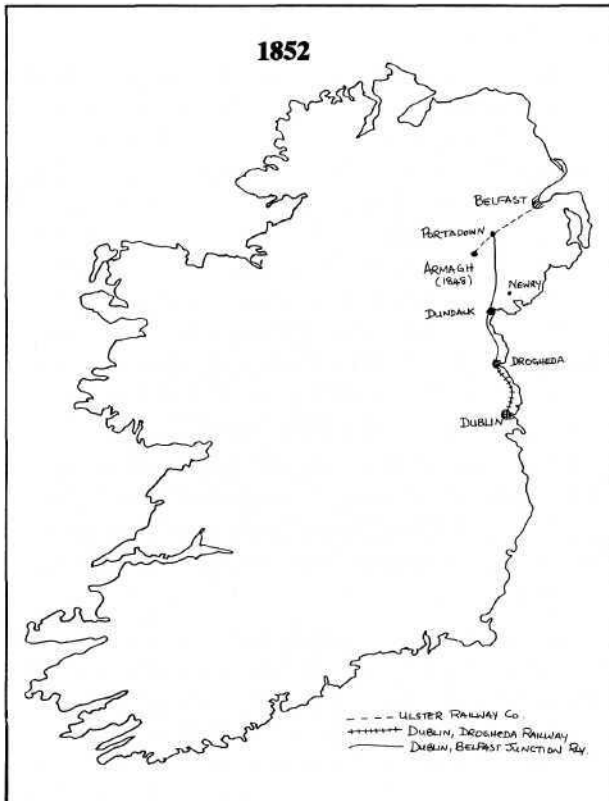 1852
BELFAST
PORTADOWN
ARMAGH
(1848)
NEWRY
DUNDALK
DROGHEDA
DUBLIN
ULSTER RAILWAY CO.
DUBLIN, DROGHEDA RAILWAY
DUBLIN, BELFAST JUNCTION RLY.